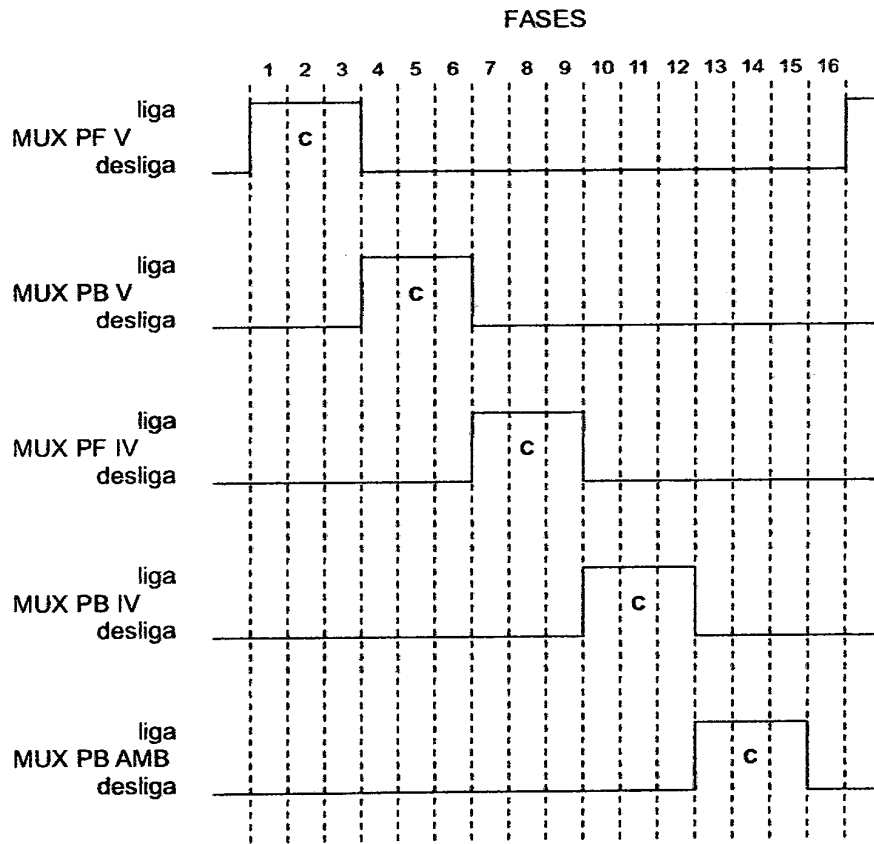 FASES
1 2 3 4 5 6 7 8 9 10 11 12 13 14 15 16
liga
MUX PF V
desliga
C
liga
MUX PB V
desliga
C
liga
MUX PF IV
desliga
C
liga
MUX PB IV
desliga
C
liga
MUX PB AMB
desliga
C